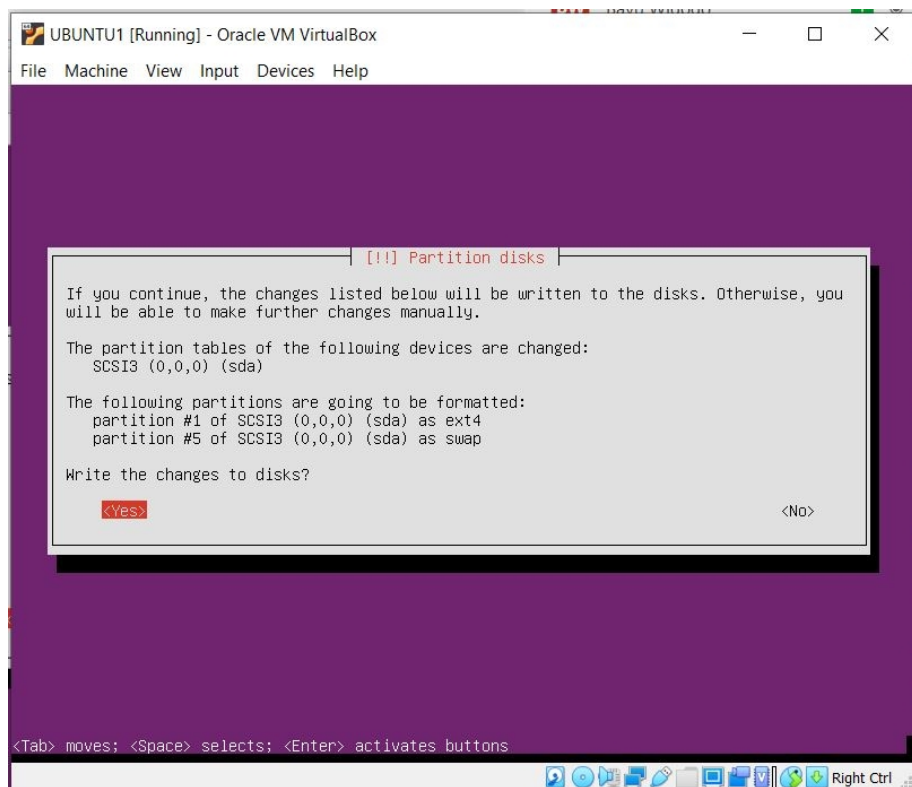 UBUNTU1 [Running] - Oracle VM VirtualBox
File Machine View Input Devices Help
[!!] Partition disks
If you continue, the changes listed below will be written to the disks. Otherwise, you
will be able to make further changes manually.
The partition tables of the following devices are changed:
SCSI3 (0,0,0) (sda)
The following partitions are going to be formatted:
partition #1 of SCSI3 (0,0,0) (sda) as ext4
partition #5 of SCSI3 (0,0,0) (sda) as swap
Write the changes to disks?
<Yes> <No>
<Tab> moves; <Space> selects; <Enter> activates buttons
Right Ctrl